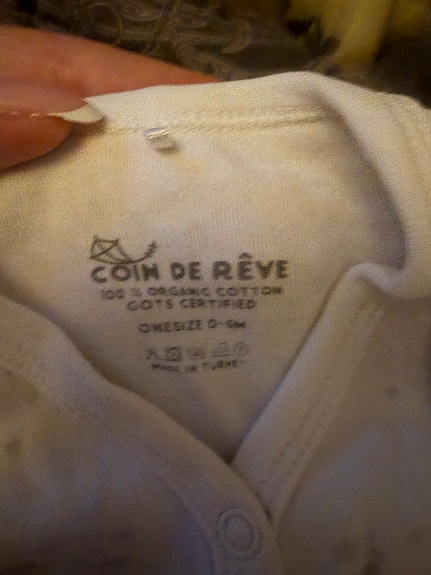 COIN DE RÊVE
100 % ORGANIC COTTON
GOTS CERTIFIED
ONESIZE 0-6M
MADE IN TURKEY